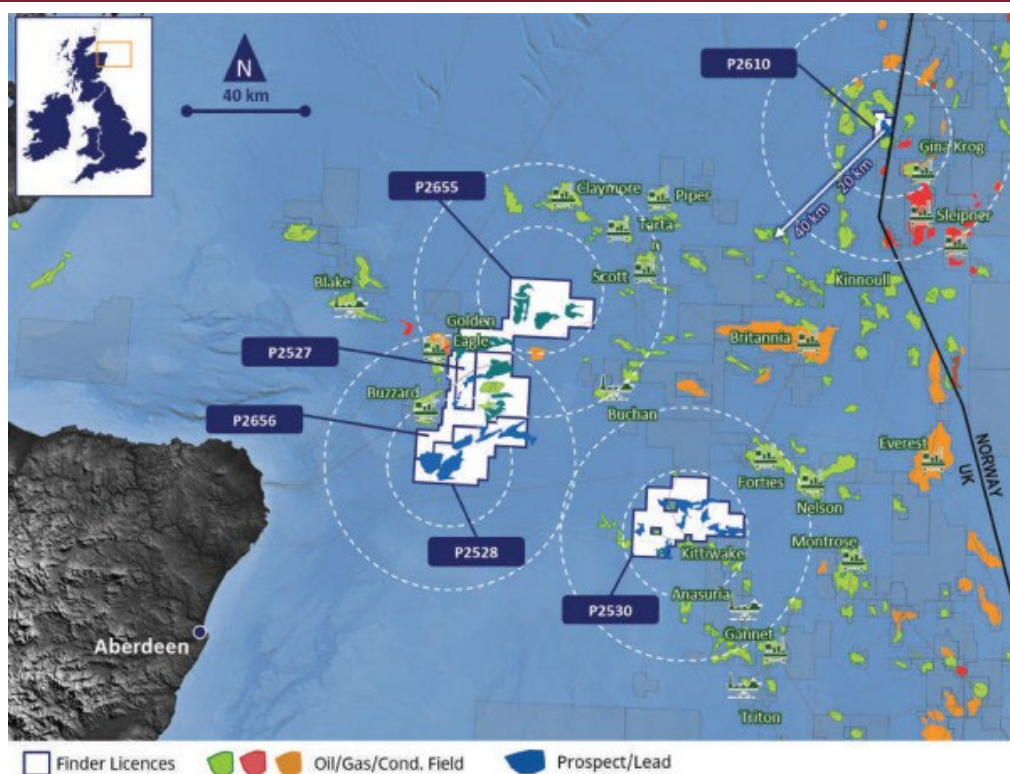 N
40 km
P2610
Gina Krog
20 km
40 km
Sleipner
P2655
Claymore
Piper
Tarta
n
Scott
Kinnoull
Blake
Golden
Eagle
Britannia
P2527
Buzzard
Buchan
P2656
Everest
NORWAY
UK
Forties
Nelson
P2528
Kittiwake
Montrose
P2530
Anasuria
Gannet
Aberdeen
Triton
Finder Licences
Oil/Gas/Cond. Field
Prospect/Lead